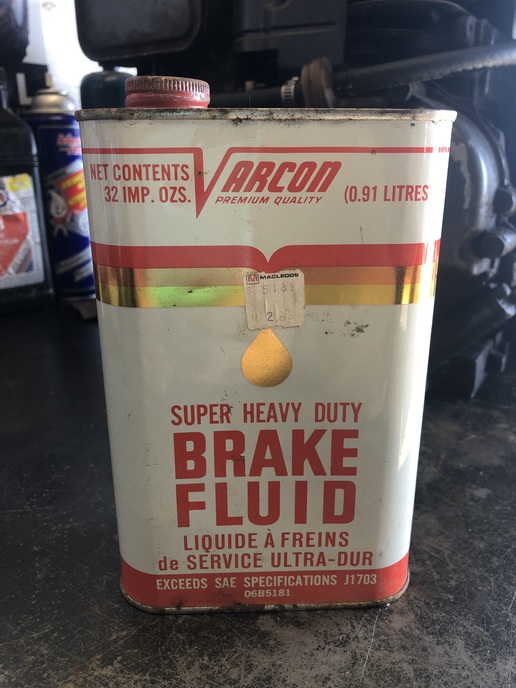 NET CONTENTS
32 IMP. OZS.
VARCON
PREMIUM QUALITY
(0.91 LITRES
M MACLEODS
SUPER HEAVY DUTY
BRAKE
FLUID
LIQUIDE À FREINS
de SERVICE ULTRA-DUR
EXCEEDS SAE SPECIFICATIONS J1703
06B5181